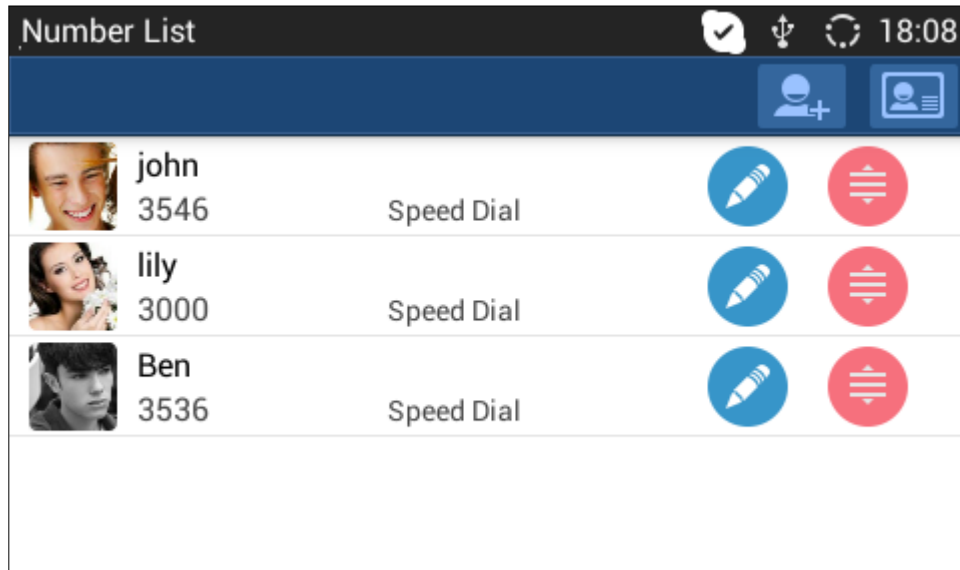 Number List 18:08
john
3546 Speed Dial
lily
3000 Speed Dial
Ben
3536 Speed Dial